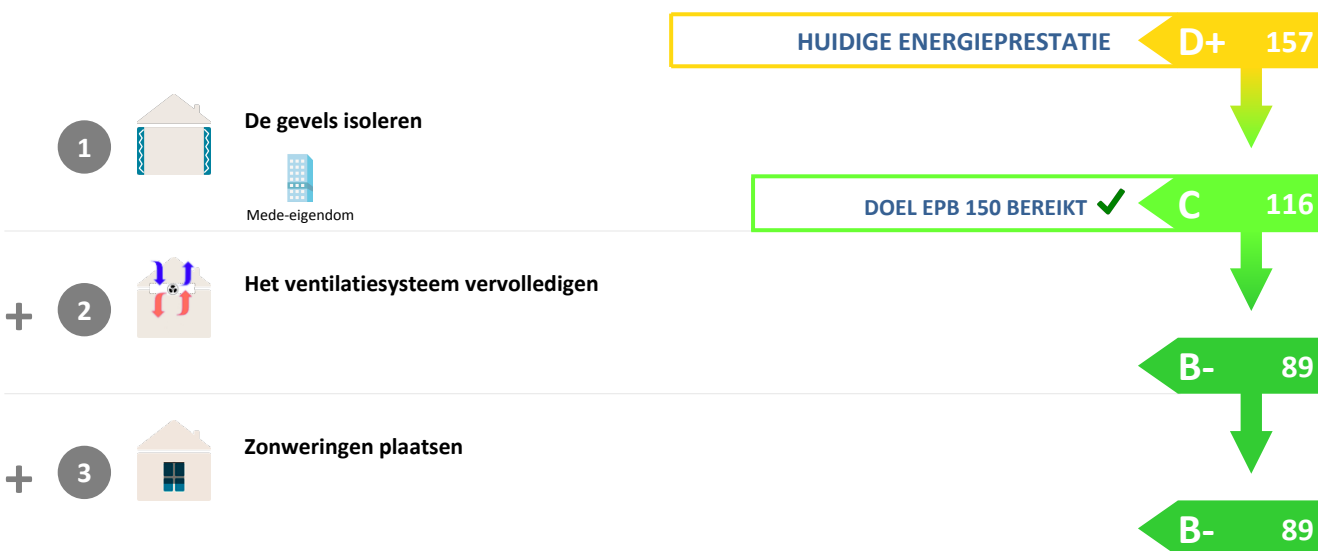 HUIDIGE ENERGIEPRESTATIE D+ 157
1 De gevels isoleren
Mede-eigendom
DOEL EPB 150 BEREIKT ✔ C 116
+ 2 Het ventilatiesysteem vervolledigen
B- 89
+ 3 Zonweringen plaatsen
B- 89